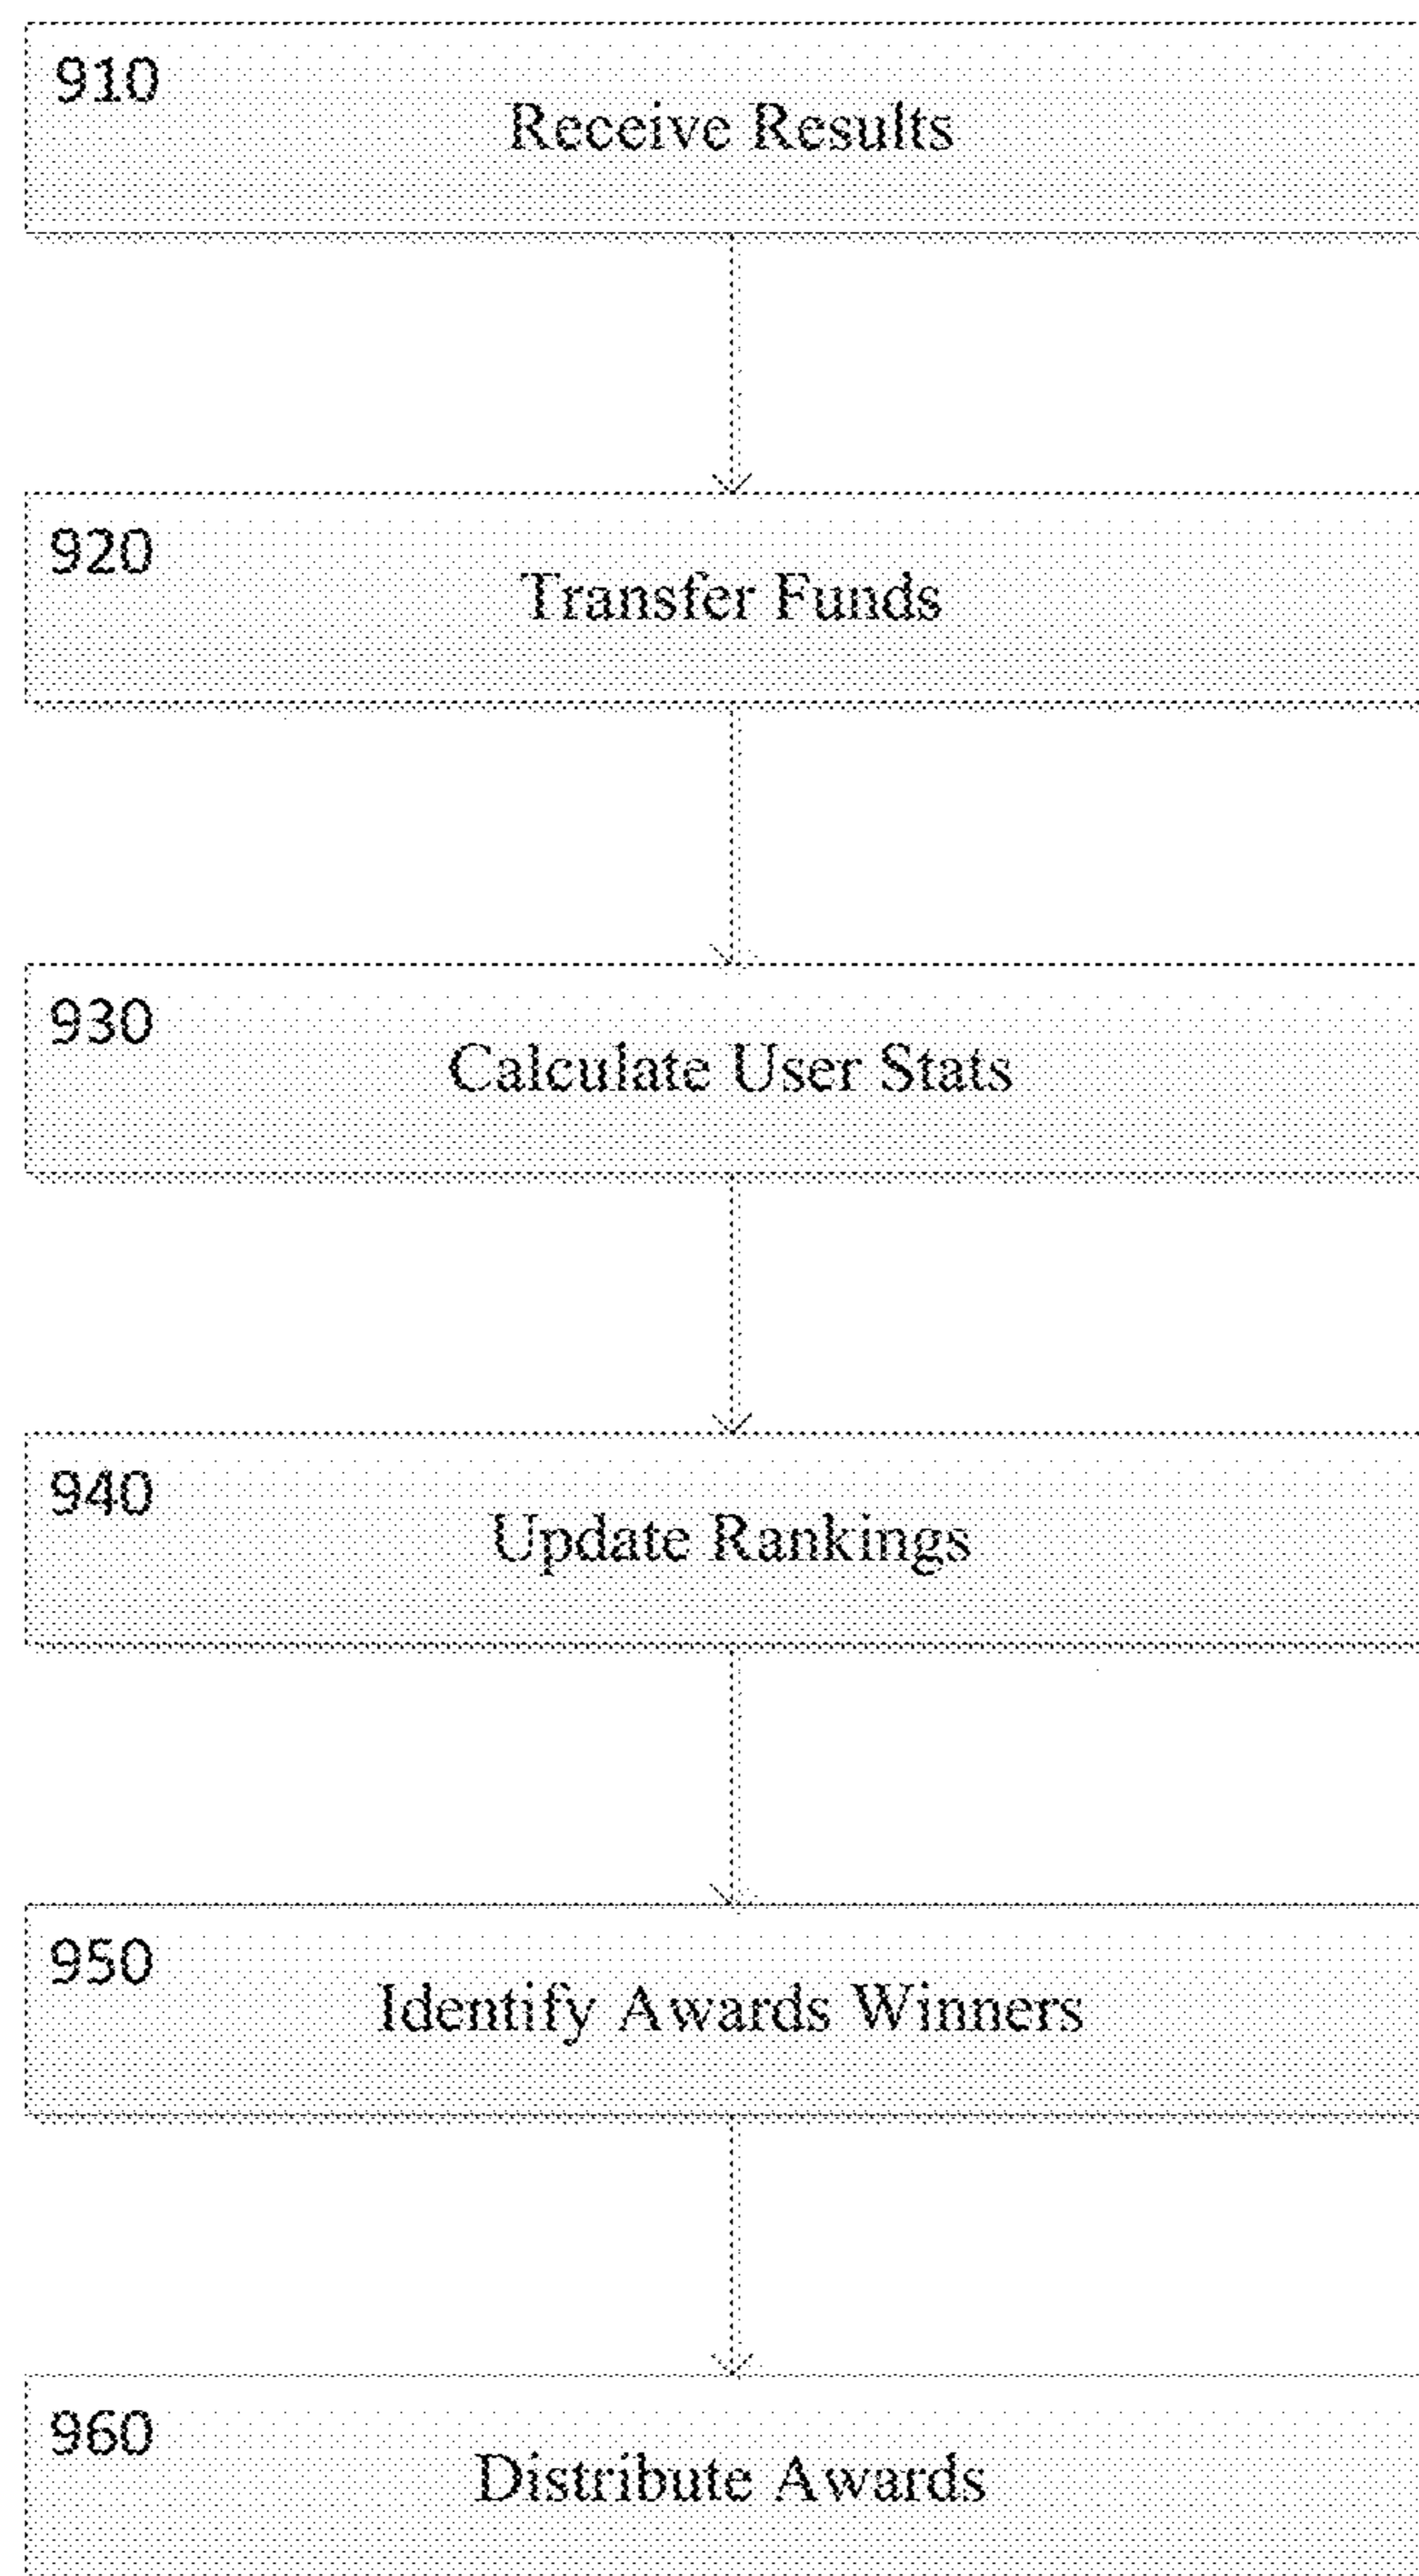 910
Receive Results
920
Transfer Funds
930
Calculate User Stats
940
Update Rankings
950
Identify Awards Winners
960
Distribute Awards